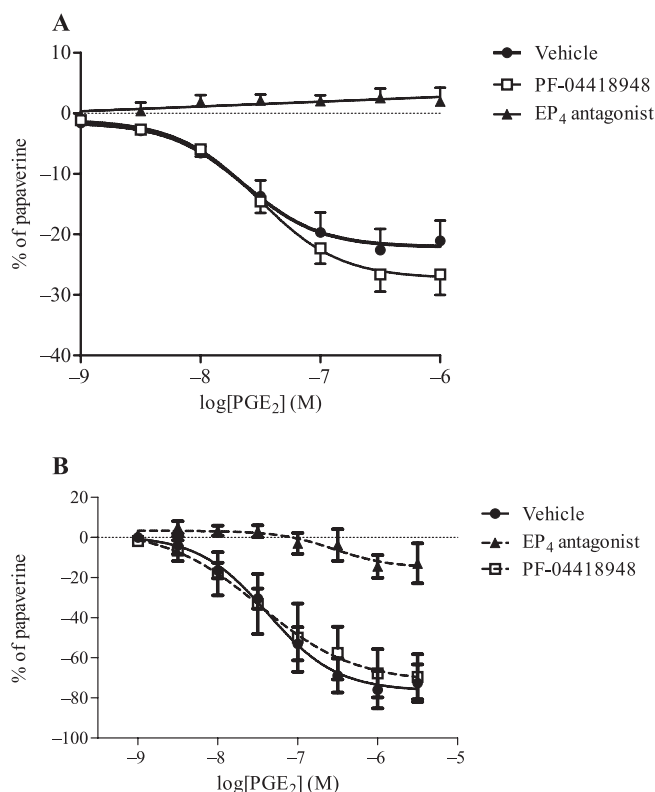 A
10
0
–10
–20
–30
–40
% of papaverine
–9
–8
–7
–6
log[PGE₂] (M)
Vehicle
PF-04418948
EP₄ antagonist
B
20
0
–20
–40
–60
–80
–100
% of papaverine
–9
–8
–7
–6
–5
log[PGE₂] (M)
Vehicle
EP₄ antagonist
PF-04418948